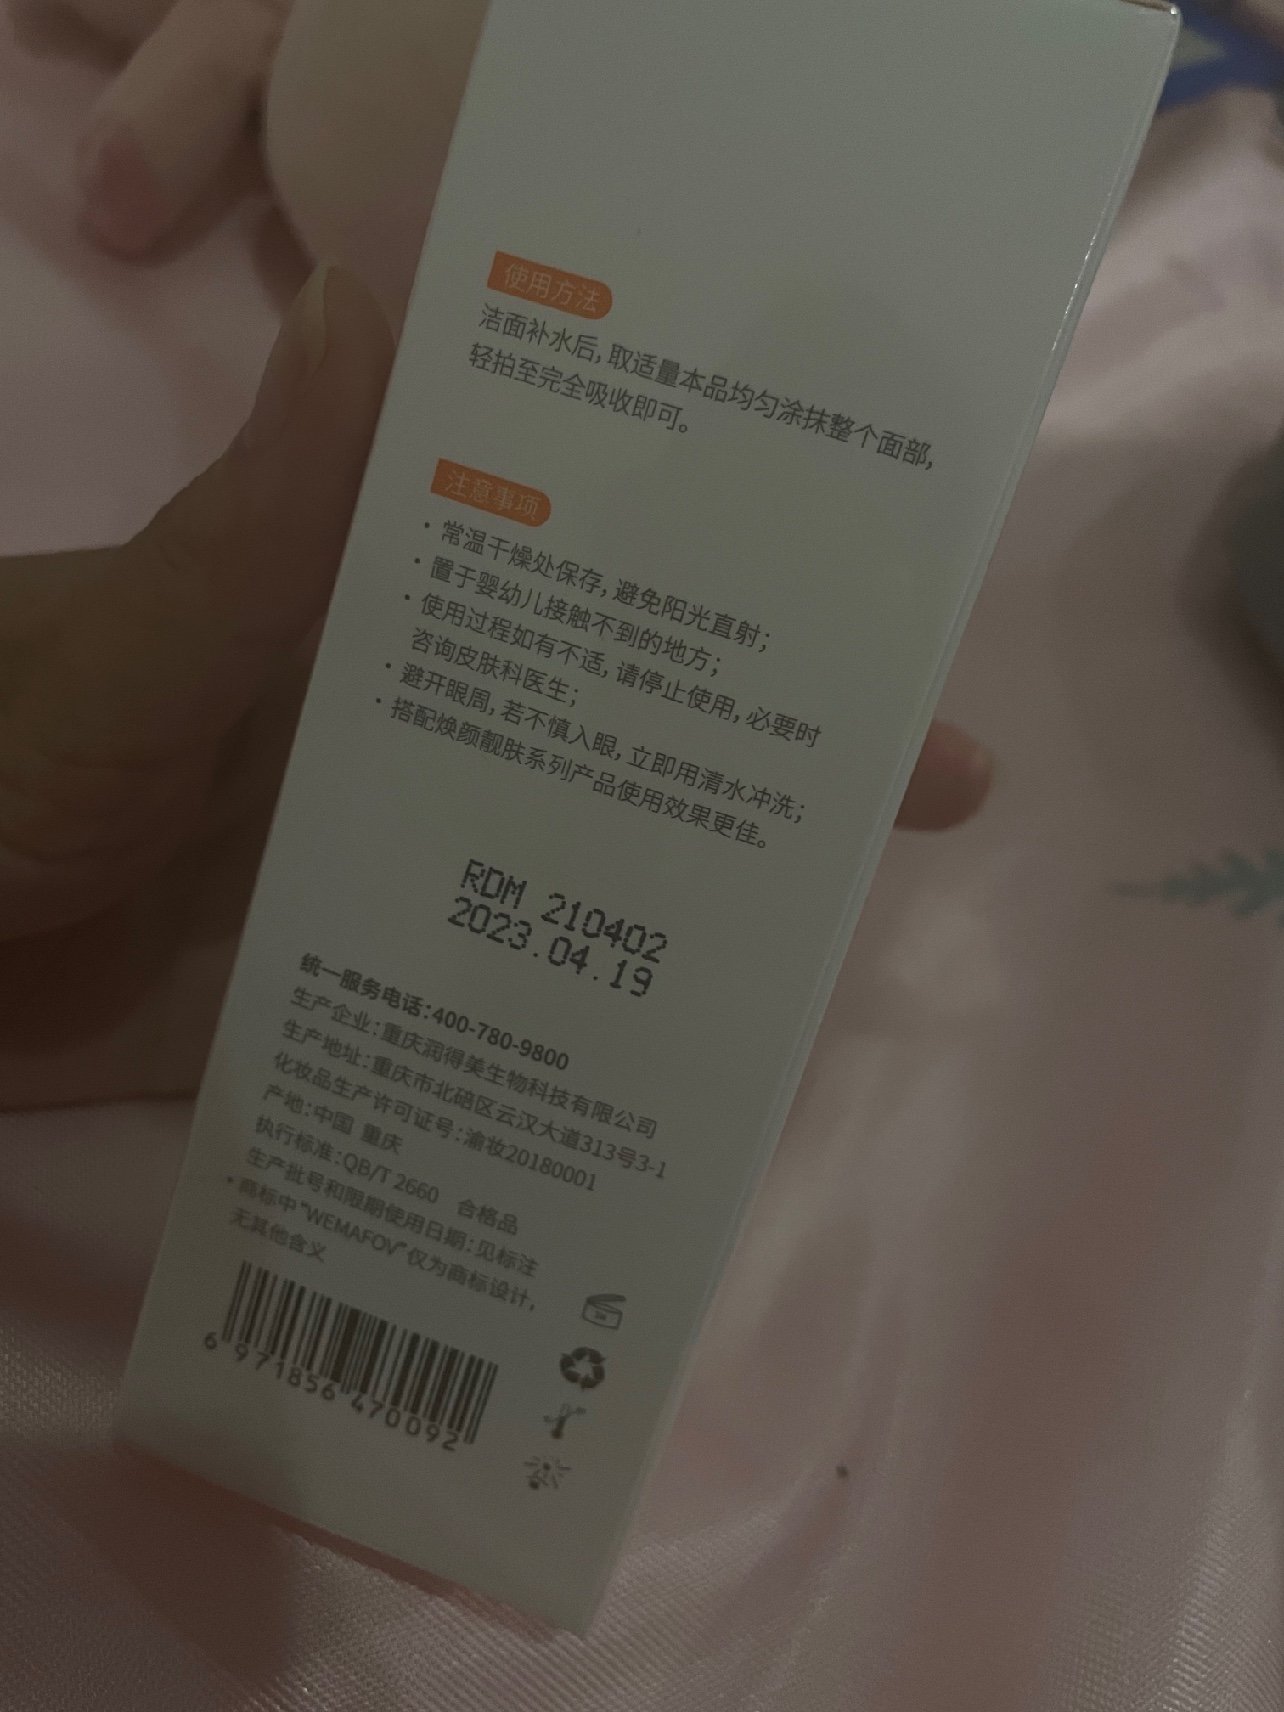 使用方法
洁面补水后，取适量本品均匀涂抹整个面部，
轻拍至完全吸收即可。
注意事项
·常温干燥处保存，避免阳光直射；
·置于婴幼儿接触不到的地方；
·使用过程如有不适，请停止使用，必要时
咨询皮肤科医生；
·避开眼周，若不慎入眼，立即用清水冲洗；
·搭配焕颜靓肤系列产品使用效果更佳。
RDM 210402
2023.04.19
统一服务电话：400-780-9800
生产企业：重庆润得美生物科技有限公司
生产地址：重庆市北碚区云汉大道313号3-1
化妆品生产许可证号：渝妆20180001
产地：中国 重庆
执行标准：QB/T 2660 合格品
生产批号和限期使用日期：见标注
·商标中"WEMAFOV"仅为商标设计，
无其他含义
6 971856 470092